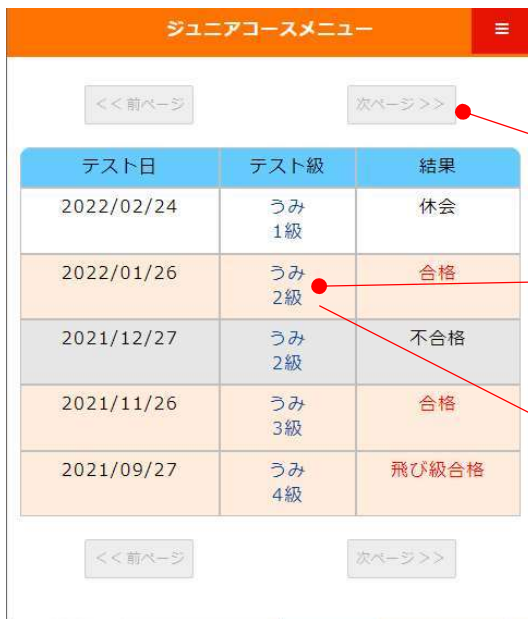 ジュニアコースメニュー ≡
<<前ページ 次ページ>>
テスト日 テスト級 結果
2022/02/24 うみ 休会
1級
2022/01/26 うみ 合格
2級
2021/12/27 うみ 不合格
2級
2021/11/26 うみ 合格
3級
2021/09/27 うみ 飛び級合格
4級
<<前ページ 次ページ>>